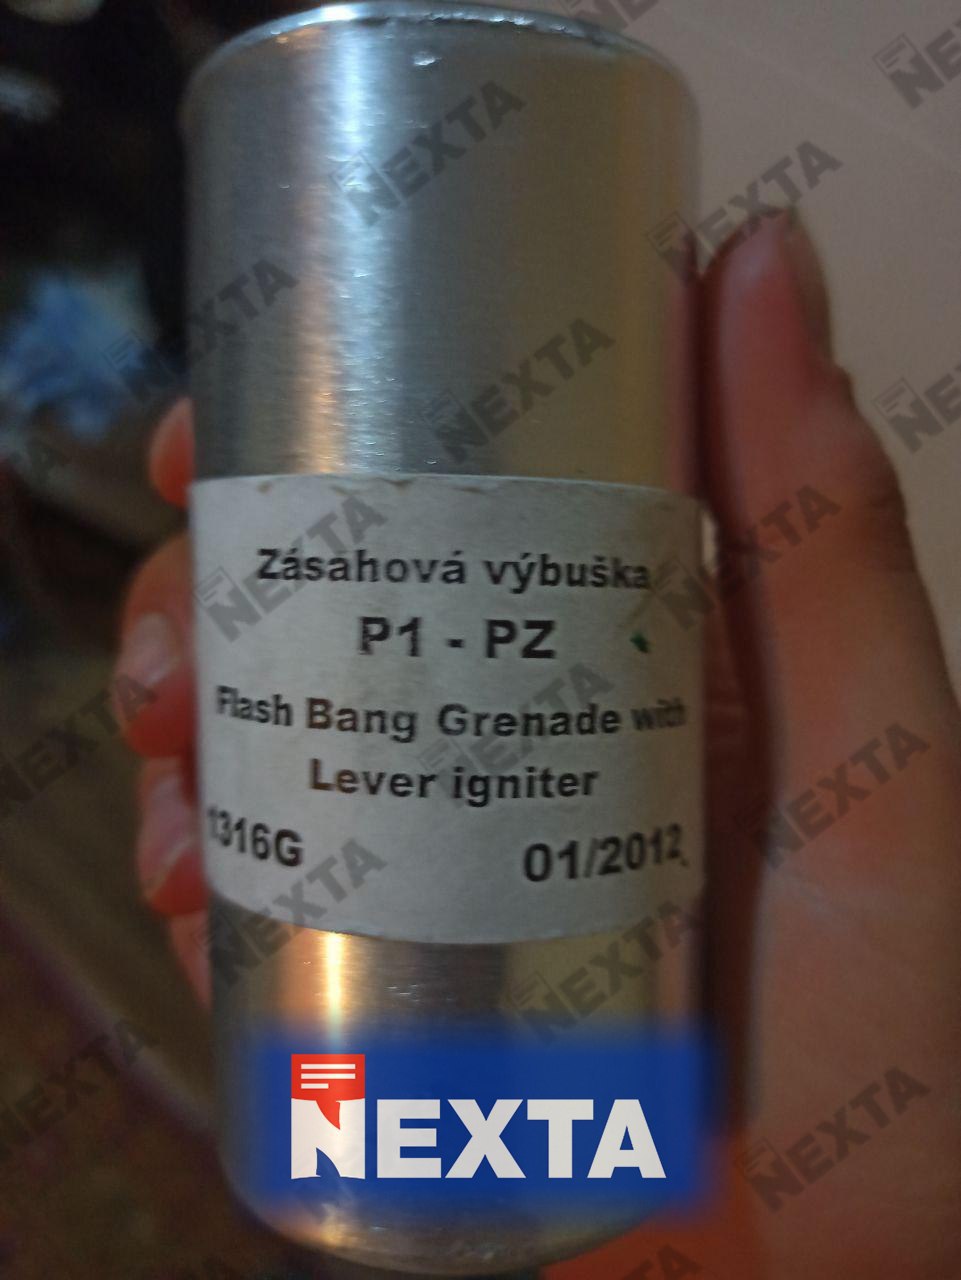 Zásahová výbuška
P1 - PZ
Flash Bang Grenade with
Lever igniter
1316G 01/2012
NEXTA